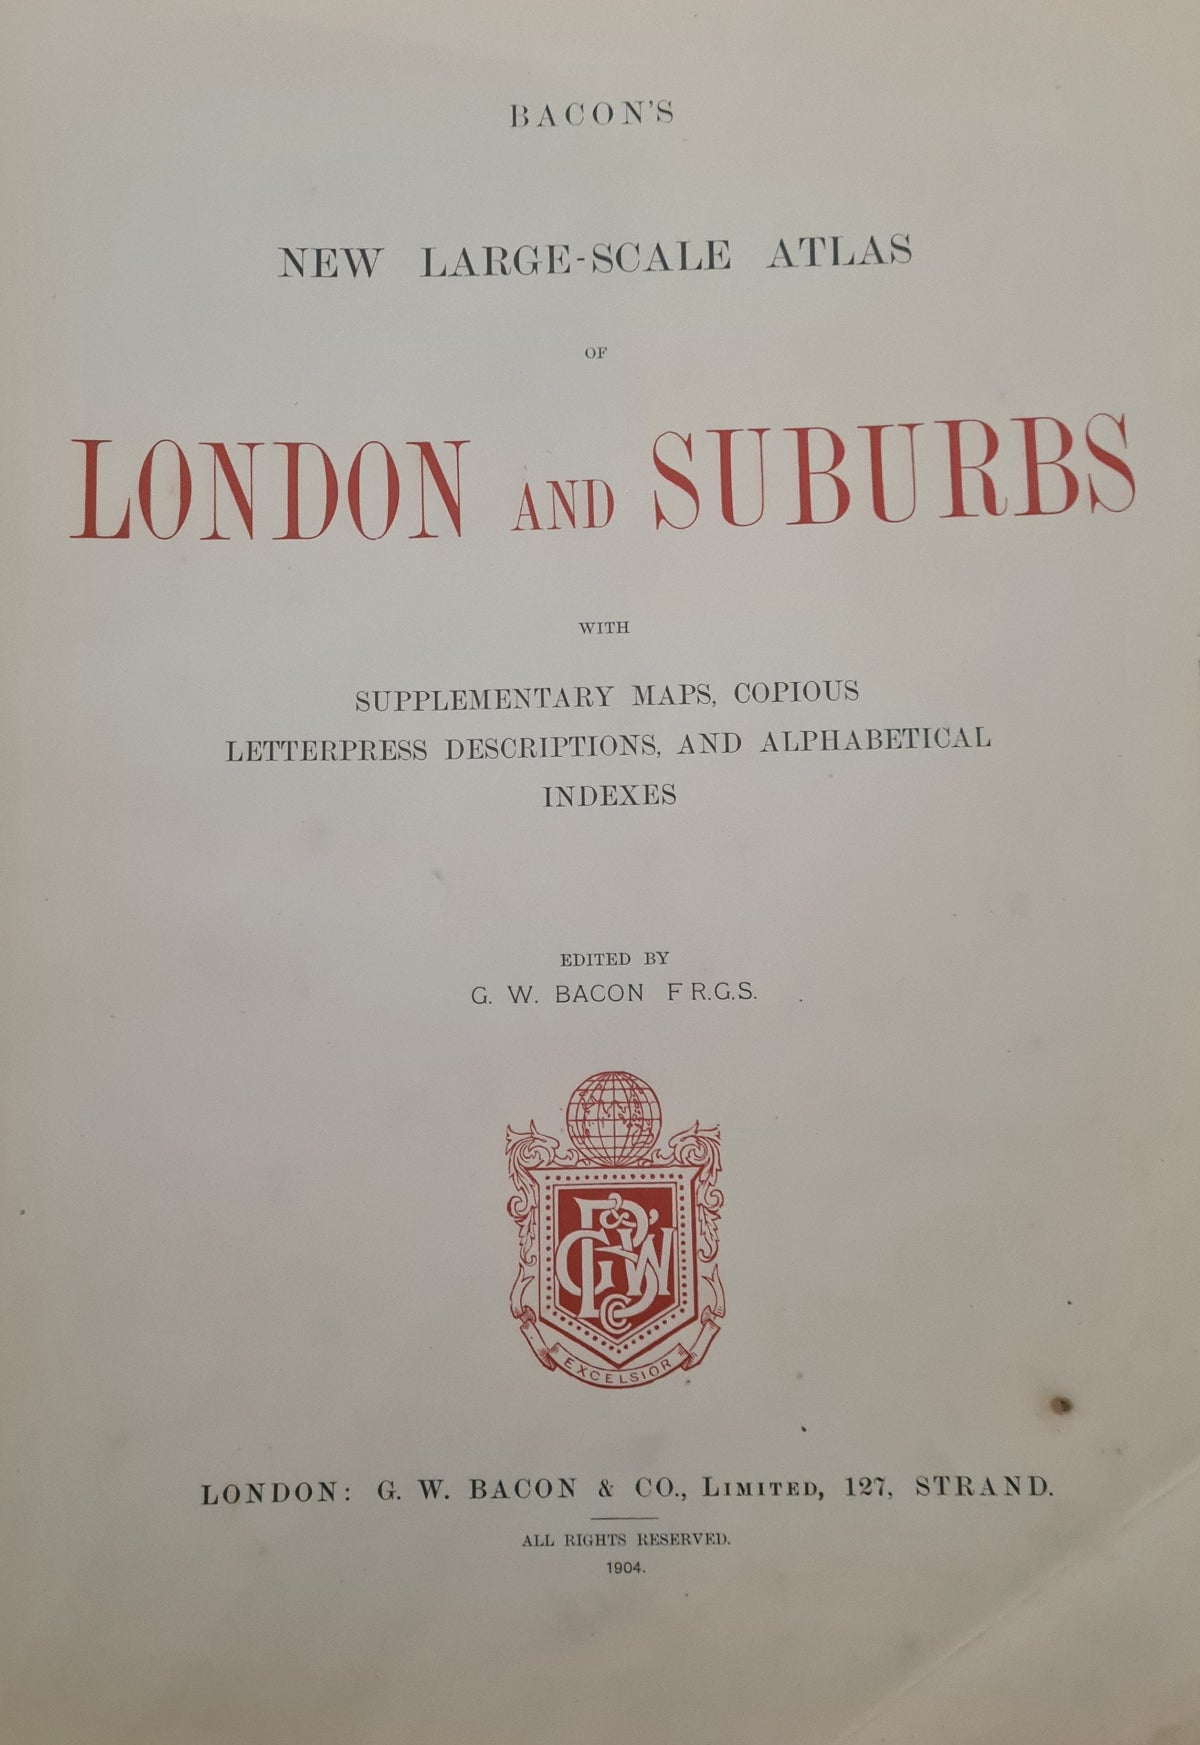 BACON'S
NEW LARGE-SCALE ATLAS
OF
LONDON AND SUBURBS
WITH
SUPPLEMENTARY MAPS, COPIOUS
LETTERPRESS DESCRIPTIONS, AND ALPHABETICAL
INDEXES
EDITED BY
G. W. BACON F R.G.S.
EXCELSIOR
LONDON: G. W. BACON & CO., LIMITED, 127, STRAND.
ALL RIGHTS RESERVED.
1904.